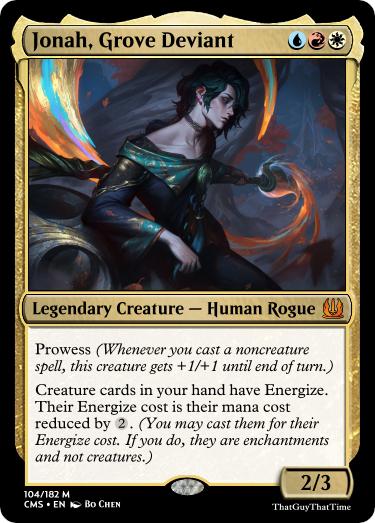 Jonah, Grove Deviant
Legendary Creature — Human Rogue
Prowess (Whenever you cast a noncreature
spell, this creature gets +1/+1 until end of turn.)
Creature cards in your hand have Energize.
Their Energize cost is their mana cost
reduced by 2. (You may cast them for their
Energize cost. If you do, they are enchantments
and not creatures.)
2/3
104/182 M
CMS • EN Bo Chen
ThatGuyThatTime